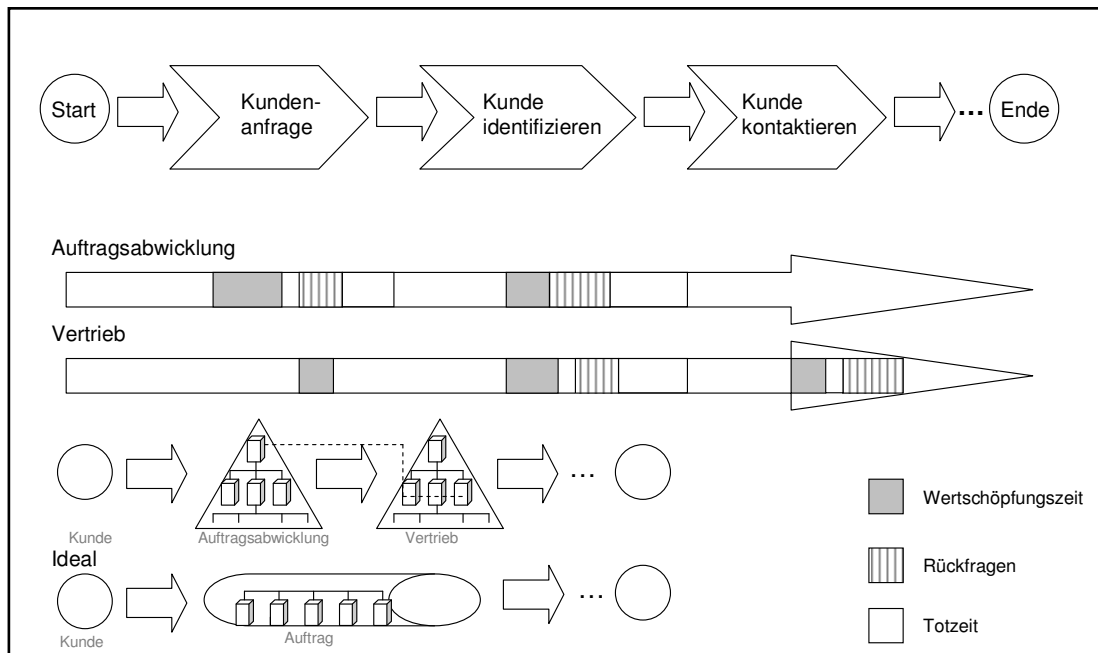 Start
Kunden-
anfrage
Kunde
identifizieren
Kunde
kontaktieren
...
Ende
Auftragsabwicklung
Vertrieb
...
Kunde
Auftragsabwicklung
Vertrieb
Ideal
...
Kunde
Auftrag
Wertschöpfungszeit
Rückfragen
Totzeit